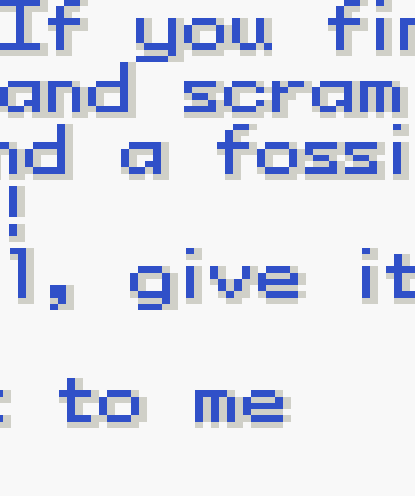 If you fin
and scram
nd a fossi
!
l, give it
t to me